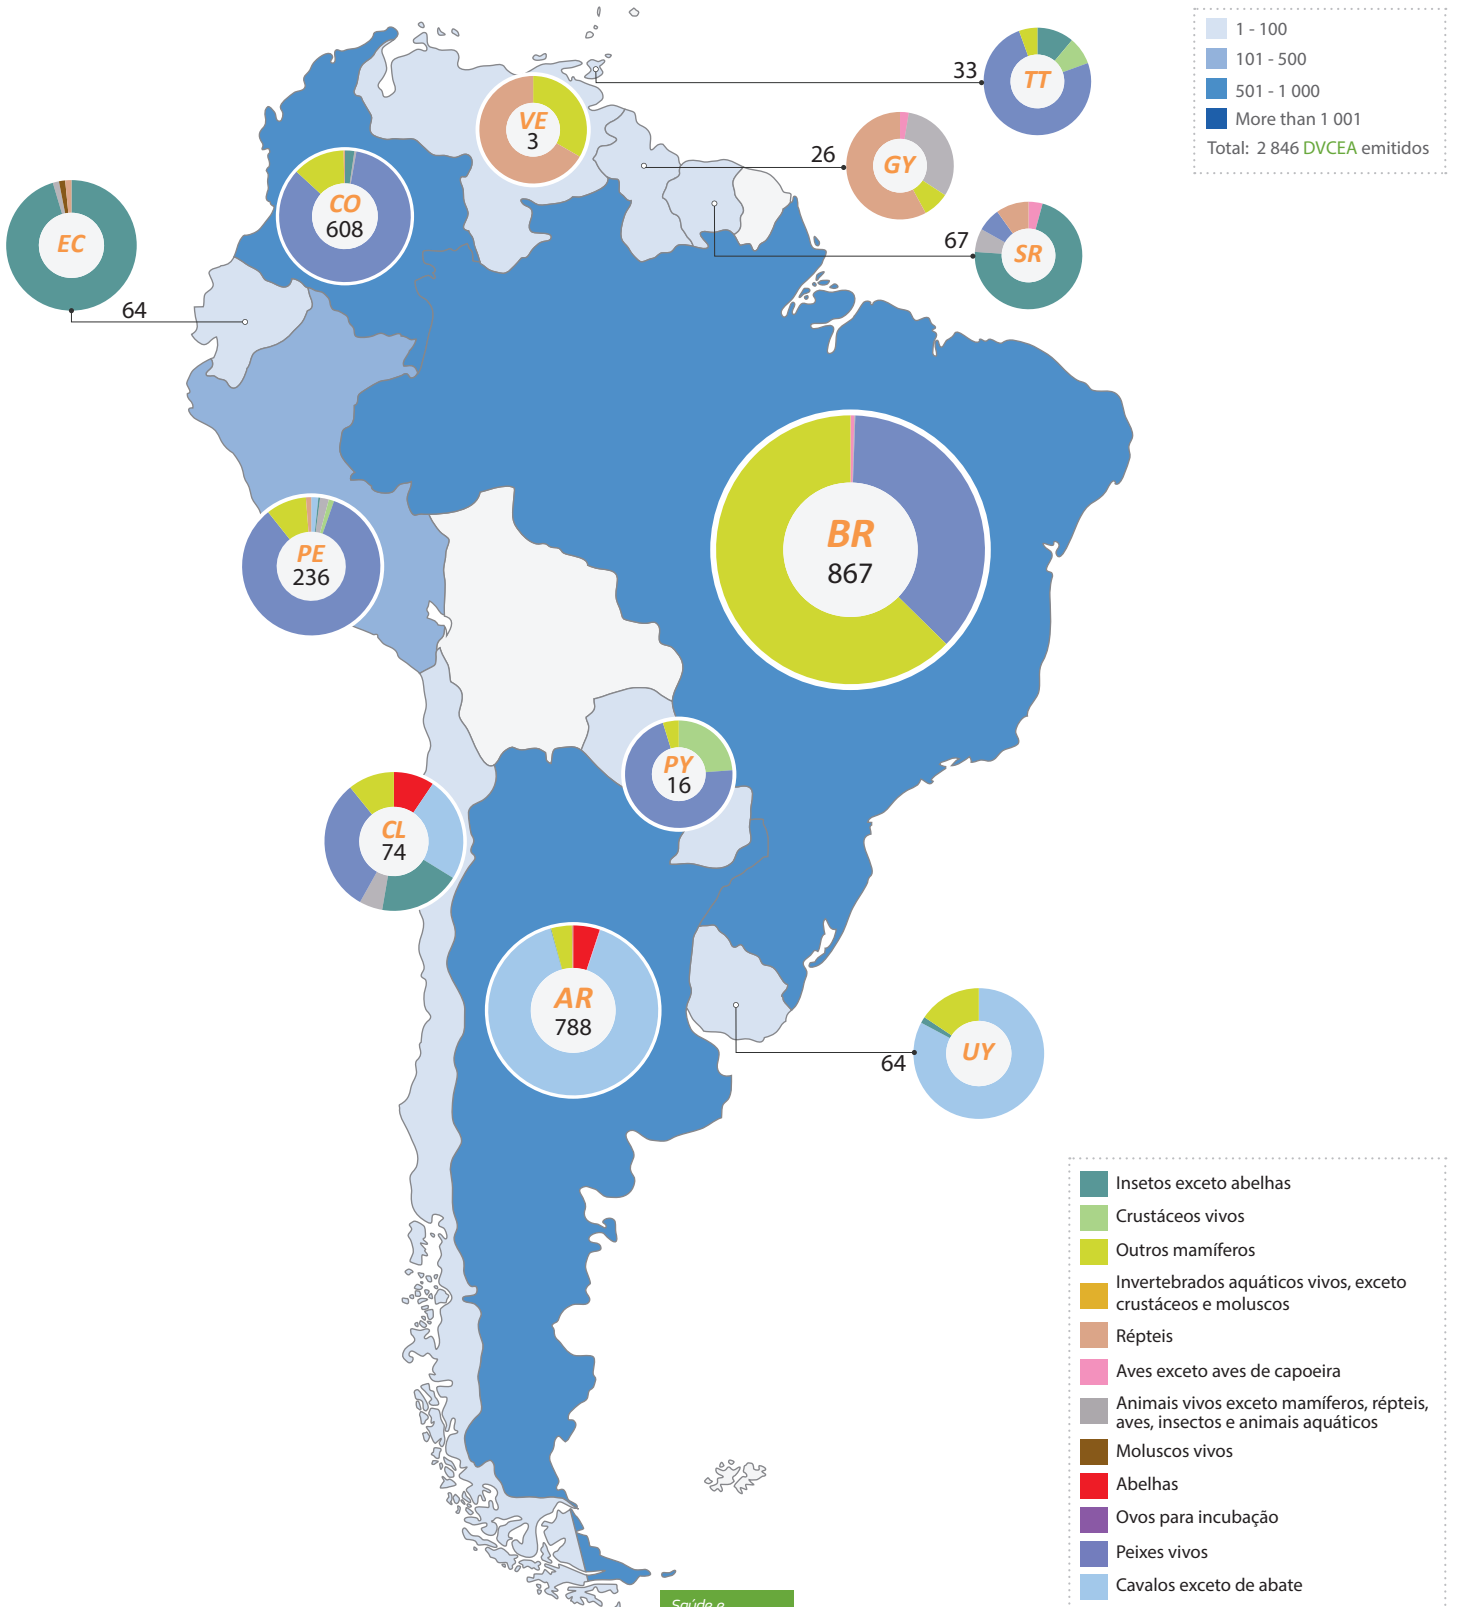 1 - 100
101 - 500
501 - 1 000
More than 1 001
Total: 2 846 DVCEA emitidos
TT
33
VE
3
GY
26
CO
608
SR
67
EC
64
BR
867
PE
236
PY
16
CL
74
AR
788
UY
64
Insetos exceto abelhas
Crustáceos vivos
Outros mamíferos
Invertebrados aquáticos vivos, exceto
crustáceos e moluscos
Répteis
Aves exceto aves de capoeira
Animais vivos exceto mamíferos, répteis,
aves, insectos e animais aquáticos
Moluscos vivos
Abelhas
Ovos para incubação
Peixes vivos
Cavalos exceto de abate
Saúde e